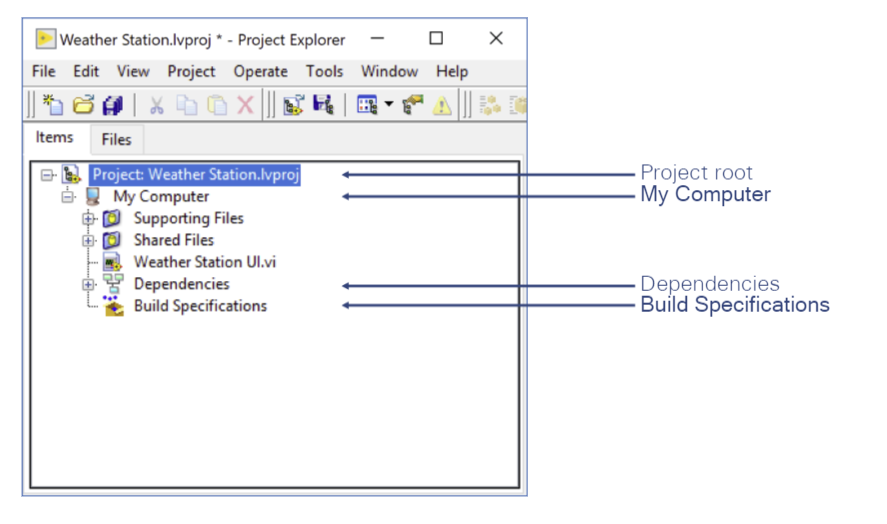 Weather Station.lvproj * - Project Explorer
File Edit View Project Operate Tools Window Help
Items Files
Project: Weather Station.lvproj
Project root
My Computer
My Computer
Supporting Files
Shared Files
Weather Station UI.vi
Dependencies
Dependencies
Build Specifications
Build Specifications